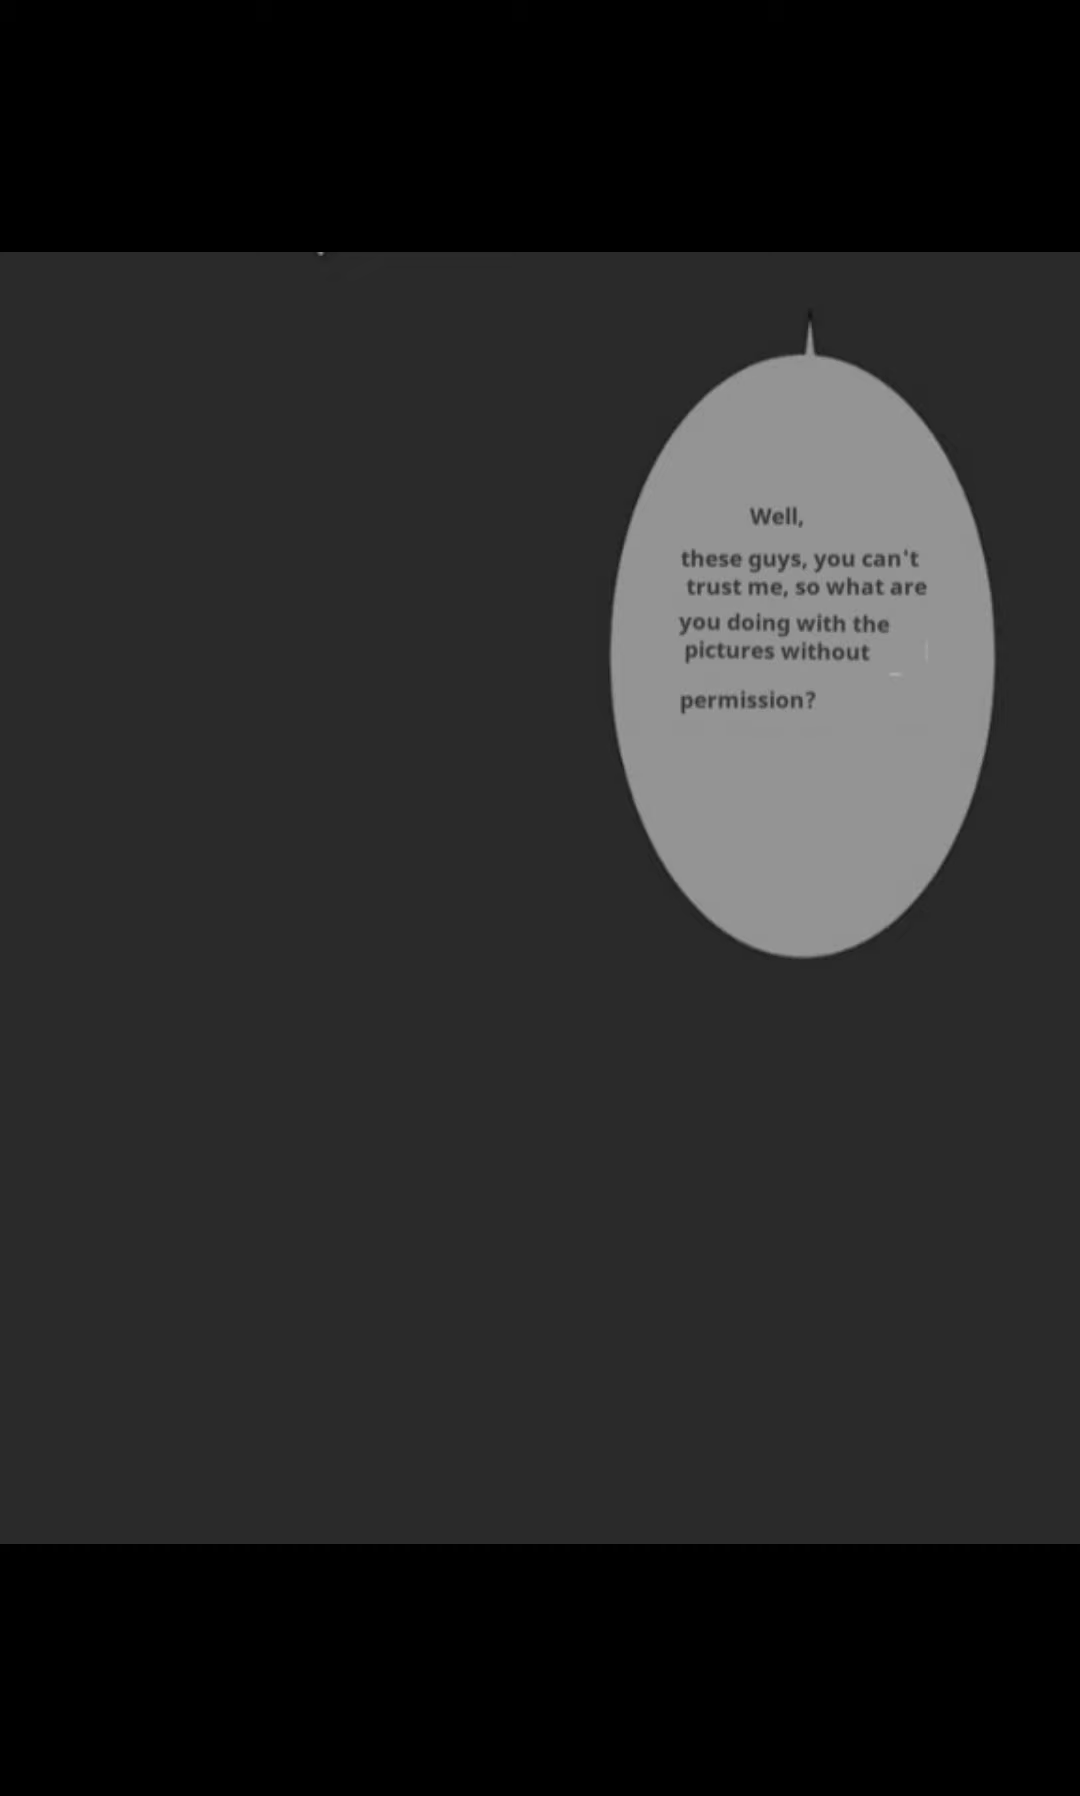 Well,
these guys, you can't
trust me, so what are
you doing with the
pictures without
permission?